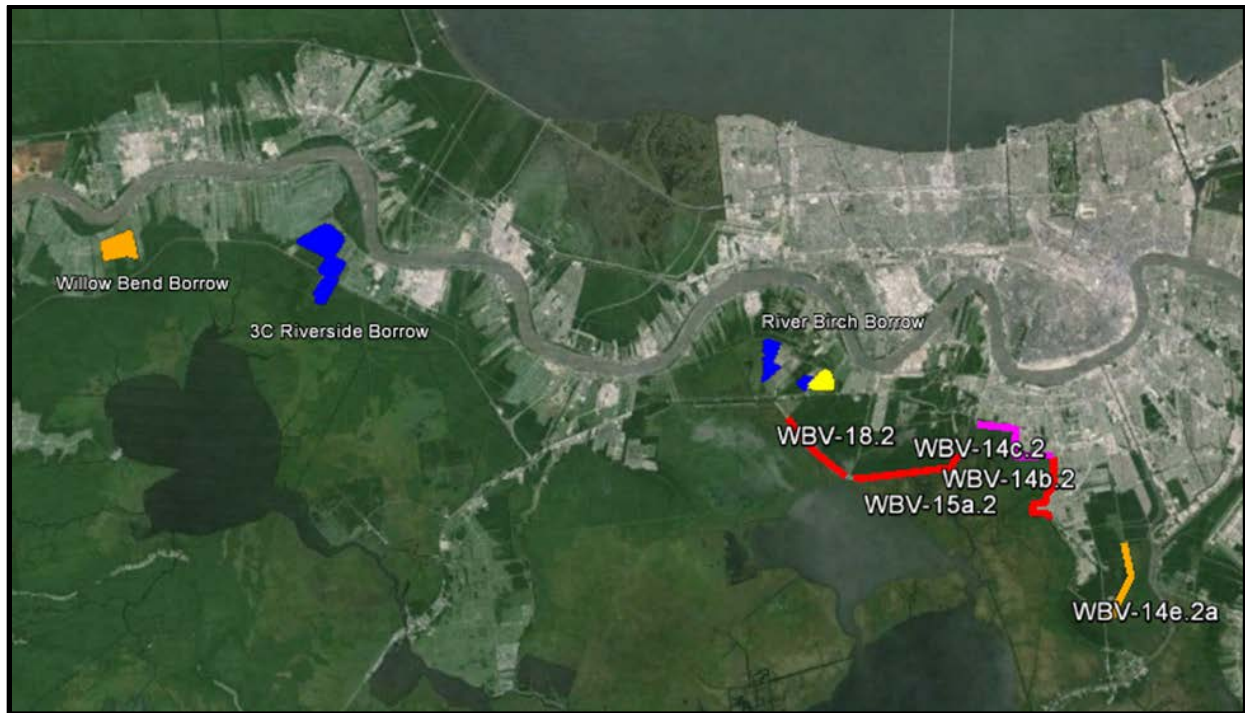 Willow Bend Borrow
3C Riverside Borrow
River Birch Borrow
WBV-18.2
WBV-14c.2
WBV-14b.2
WBV-15a.2
WBV-14e.2a